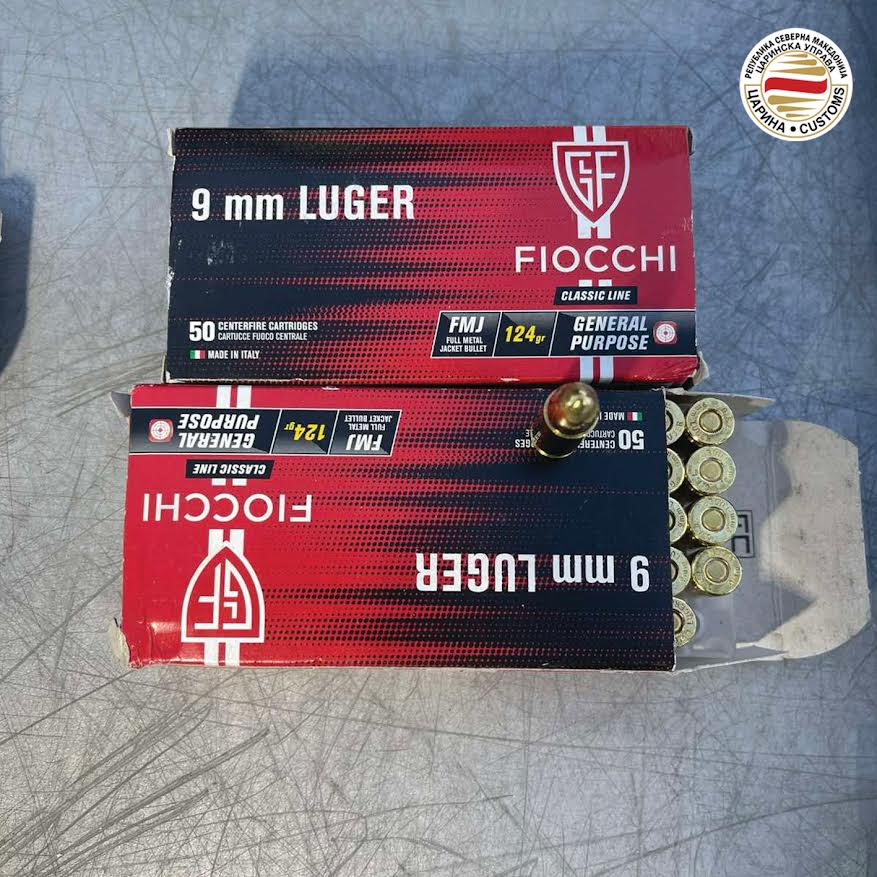 РЕПУБЛИКА СЕВЕРНА МАКЕДОНИЈА
ЦАРИНСКА УПРАВА
ЦАРИНА • CUSTOMS
9 mm LUGER
GF
FIOCCHI
CLASSIC LINE
50 CENTERFIRE CARTRIDGES
CARTUCCE FUOCO CENTRALE
MADE IN ITALY
FMJ
FULL METAL
JACKET BULLET
124gr
GENERAL
PURPOSE
9 mm LUGER
GF
FIOCCHI
CLASSIC LINE
50
MADE
FMJ
FULL METAL
JACKET BULLET
124gr
GENERAL
PURPOSE